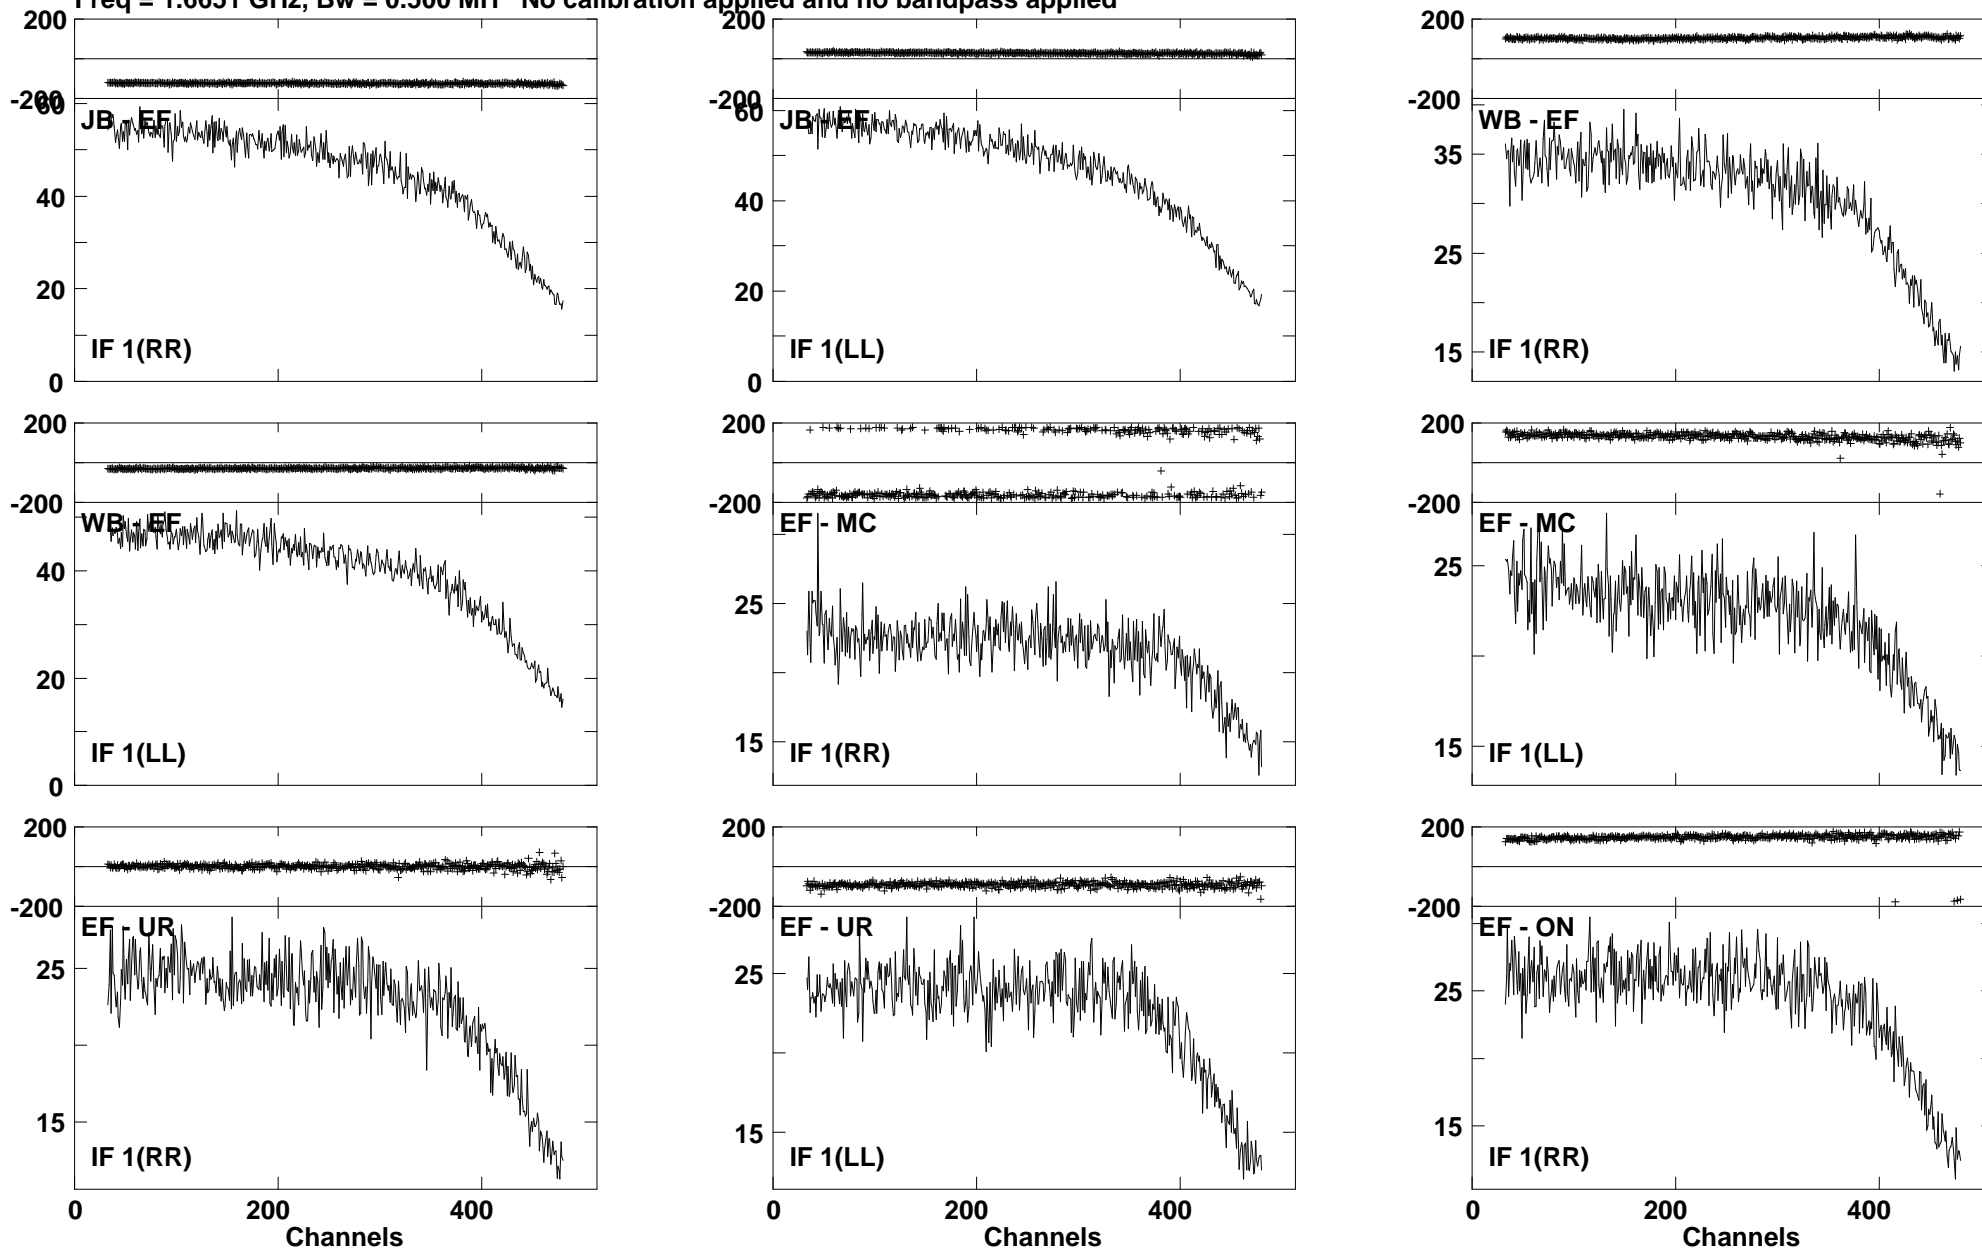 Freq = 1.6651 GHz, Bw = 0.500 MH No calibration applied and no bandpass applied
200 200 200
-200 -200 -200
60 60
JB - EF JB - EF WB - EF
35
40 40
25
20 20
15
IF 1(RR) IF 1(LL) IF 1(RR)
0 0
200 200 200
-200 -200 -200
WB - EF EF - MC EF - MC
40 25 25
20
15 15
IF 1(LL) IF 1(RR) IF 1(LL)
0
200 200 200
-200 -200 -200
EF - UR EF - UR EF - ON
25 25 25
15 15 15
IF 1(RR) IF 1(LL) IF 1(RR)
0 200 400 0 200 400 0 200 400
Channels Channels Channels